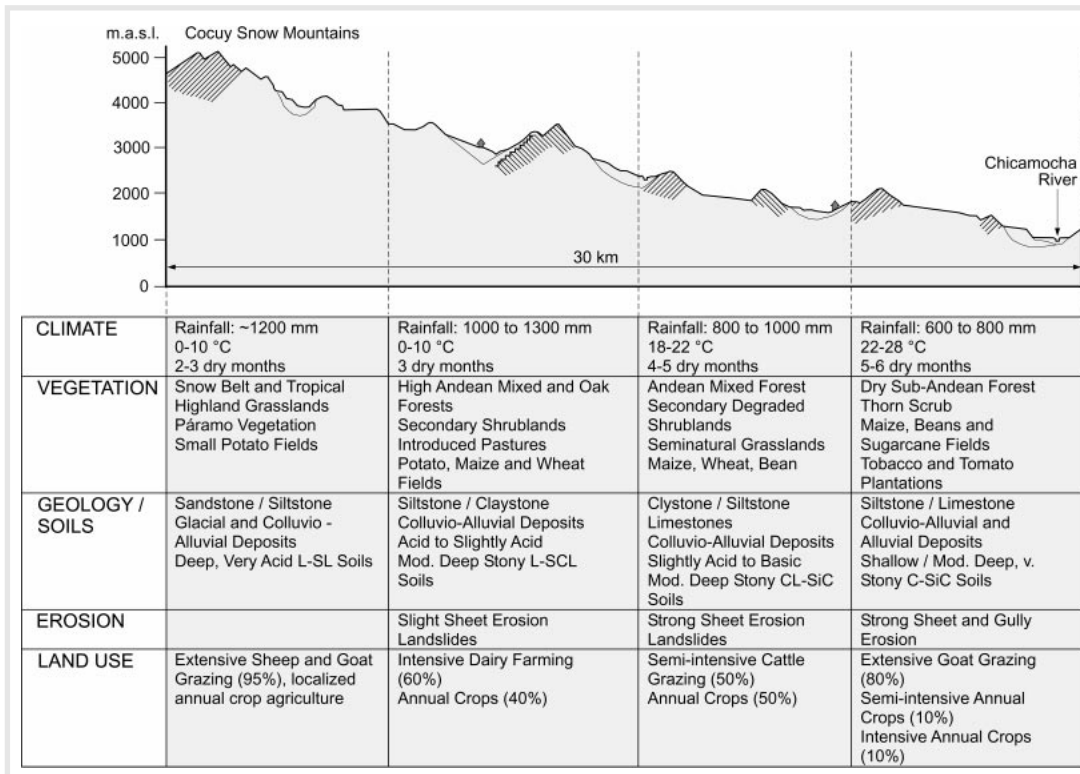 m.a.s.l.
Cocuy Snow Mountains
5000
4000
3000
2000
1000
0
Chicamocha
River
30 km
CLIMATE
Rainfall: ~1200 mm
0-10 °C
2-3 dry months
Rainfall: 1000 to 1300 mm
0-10 °C
3 dry months
Rainfall: 800 to 1000 mm
18-22 °C
4-5 dry months
Rainfall: 600 to 800 mm
22-28 °C
5-6 dry months
VEGETATION
Snow Belt and Tropical
Highland Grasslands
Páramo Vegetation
Small Potato Fields
High Andean Mixed and Oak
Forests
Secondary Shrublands
Introduced Pastures
Potato, Maize and Wheat
Fields
Andean Mixed Forest
Secondary Degraded
Shrublands
Seminatural Grasslands
Maize, Wheat, Bean
Dry Sub-Andean Forest
Thorn Scrub
Maize, Beans and
Sugarcane Fields
Tobacco and Tomato
Plantations
GEOLOGY /
SOILS
Sandstone / Siltstone
Glacial and Colluvio -
Alluvial Deposits
Deep, Very Acid L-SL Soils
Siltstone / Claystone
Colluvio-Alluvial Deposits
Acid to Slightly Acid
Mod. Deep Stony L-SCL
Soils
Clystone / Siltstone
Limestones
Colluvio-Alluvial Deposits
Slightly Acid to Basic
Mod. Deep Stony CL-SiC
Soils
Siltstone / Limestone
Colluvio-Alluvial and
Alluvial Deposits
Shallow / Mod. Deep, v.
Stony C-SiC Soils
EROSION
Slight Sheet Erosion
Landslides
Strong Sheet Erosion
Landslides
Strong Sheet and Gully
Erosion
LAND USE
Extensive Sheep and Goat
Grazing (95%), localized
annual crop agriculture
Intensive Dairy Farming
(60%)
Annual Crops (40%)
Semi-intensive Cattle
Grazing (50%)
Annual Crops (50%)
Extensive Goat Grazing
(80%)
Semi-intensive Annual
Crops (10%)
Intensive Annual Crops
(10%)